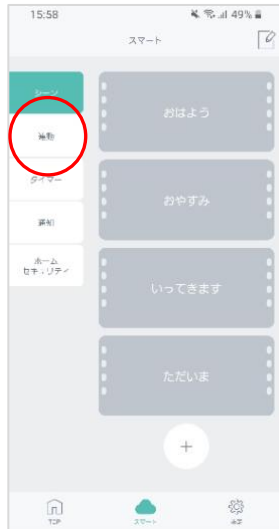 15:58
49%
スマート
シーン
連動
タイマー
通知
ホーム
セキュリティ
おはよう
おやすみ
いってきます
ただいま
+
TOP
スマート
設定